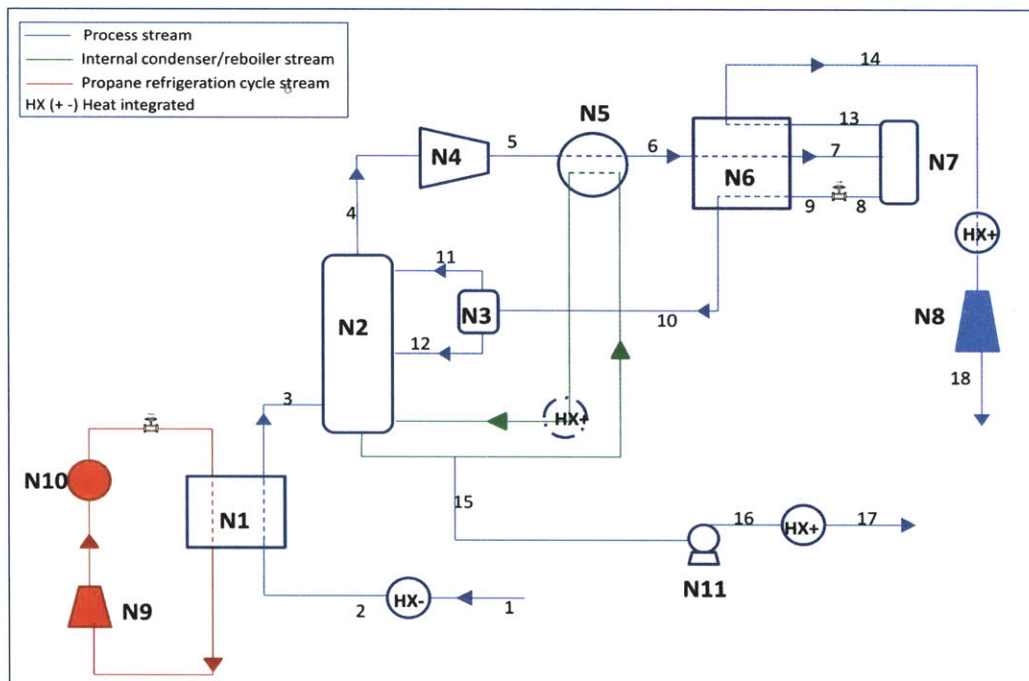 Process stream
Internal condenser/reboiler stream
Propane refrigeration cycle stream
6
HX (+ -) Heat integrated
14
N5
13
N4
5
6
7
N7
N6
9
8
4
HX+
11
N2
N3
N8
10
12
18
3
HX+
N10
15
N1
16
HX+
17
N9
N11
2
HX-
1